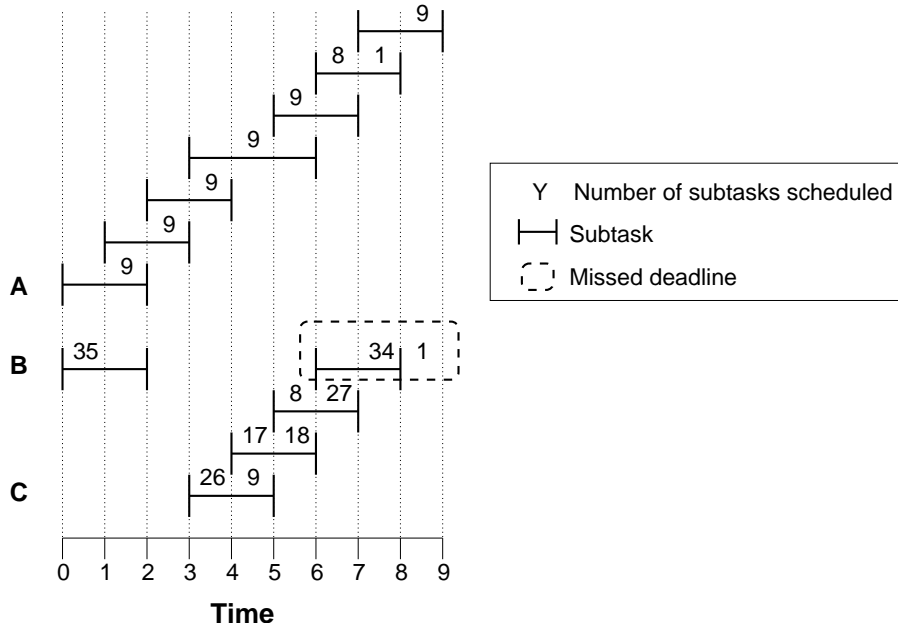 9
8 1
9
9
9
9
A 9
B 35 34 1
8 27
17 18
C 26 9
0 1 2 3 4 5 6 7 8 9
Time
Y Number of subtasks scheduled
Subtask
Missed deadline